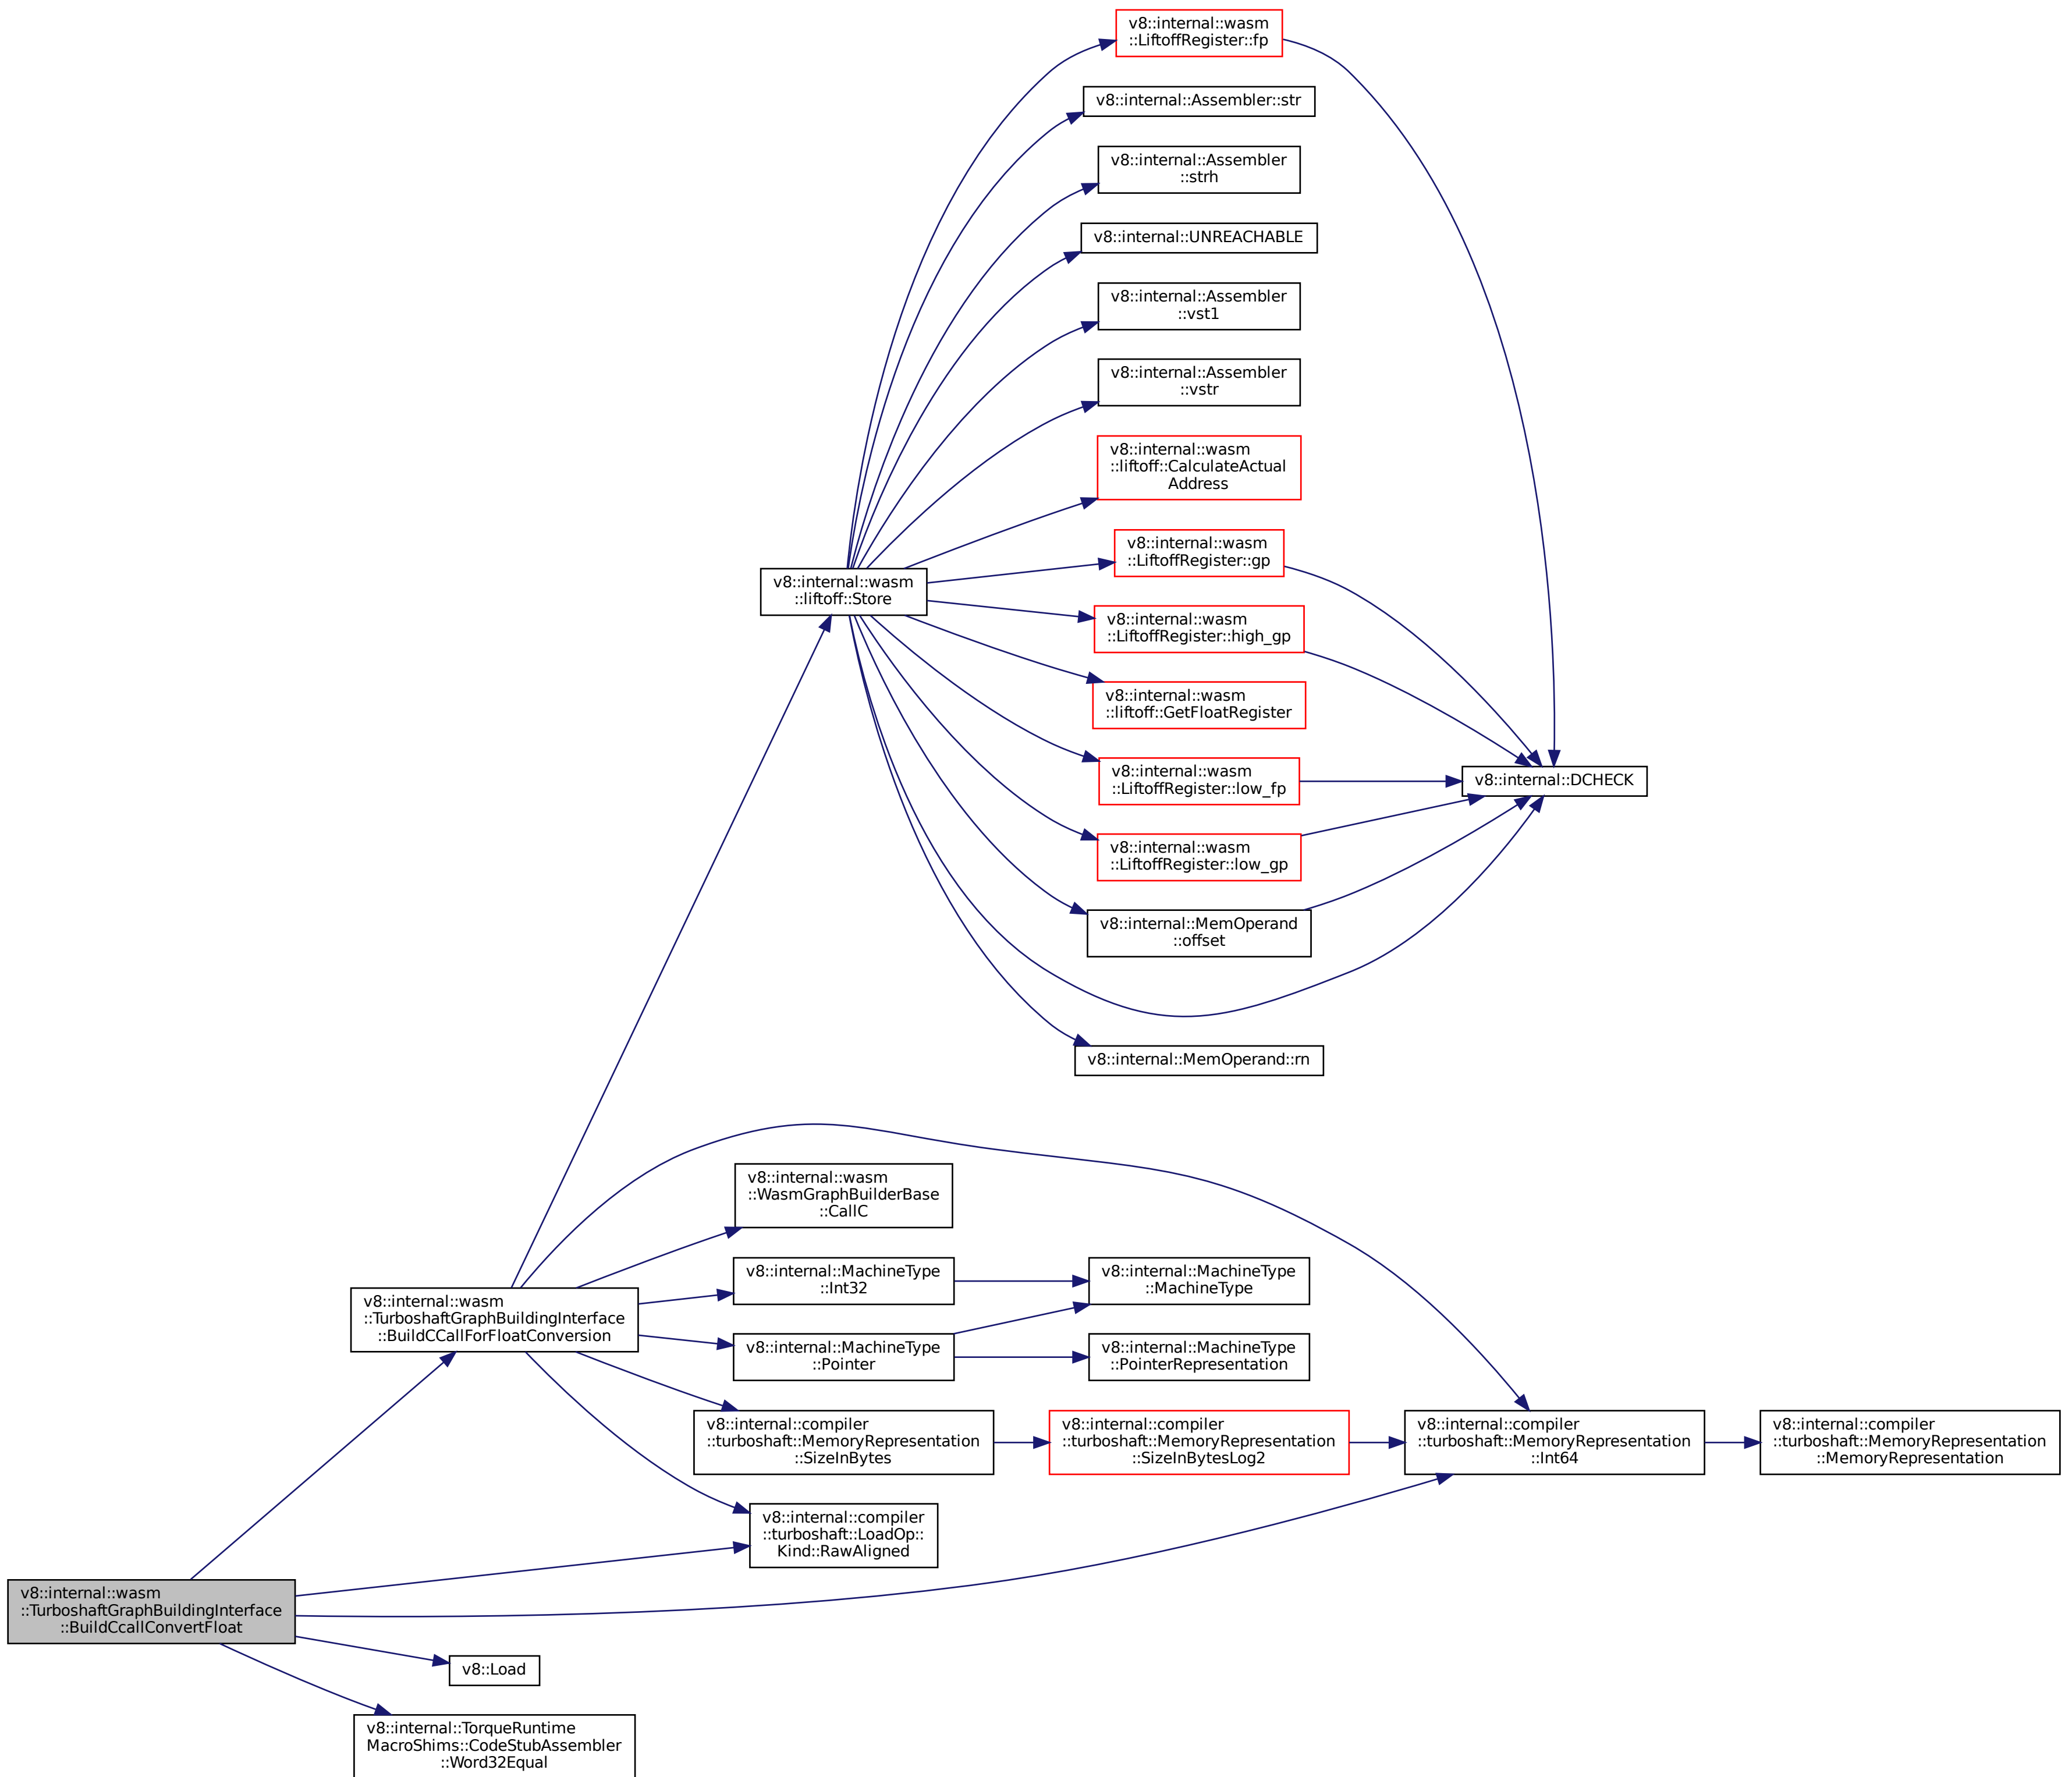 v8::internal::wasm
::LiftoffRegister::fp
v8::internal::Assembler::str
v8::internal::Assembler
::strh
v8::internal::UNREACHABLE
v8::internal::Assembler
::vst1
v8::internal::Assembler
::vstr
v8::internal::wasm
::liftoff::CalculateActual
Address
v8::internal::wasm
::LiftoffRegister::gp
v8::internal::wasm
::liftoff::Store
v8::internal::wasm
::LiftoffRegister::high_gp
v8::internal::wasm
::liftoff::GetFloatRegister
v8::internal::wasm
::LiftoffRegister::low_fp
v8::internal::DCHECK
v8::internal::wasm
::LiftoffRegister::low_gp
v8::internal::MemOperand
::offset
v8::internal::MemOperand::rn
v8::internal::wasm
::WasmGraphBuilderBase
::CallC
v8::internal::MachineType
::Int32
v8::internal::MachineType
::MachineType
v8::internal::wasm
::TurboshaftGraphBuildingInterface
::BuildCCallForFloatConversion
v8::internal::MachineType
::Pointer
v8::internal::MachineType
::PointerRepresentation
v8::internal::compiler
::turboshaft::MemoryRepresentation
::SizeInBytes
v8::internal::compiler
::turboshaft::MemoryRepresentation
::SizeInBytesLog2
v8::internal::compiler
::turboshaft::MemoryRepresentation
::Int64
v8::internal::compiler
::turboshaft::MemoryRepresentation
::MemoryRepresentation
v8::internal::compiler
::turboshaft::LoadOp::
Kind::RawAligned
v8::internal::wasm
::TurboshaftGraphBuildingInterface
::BuildCcallConvertFloat
v8::Load
v8::internal::TorqueRuntime
MacroShims::CodeStubAssembler
::Word32Equal